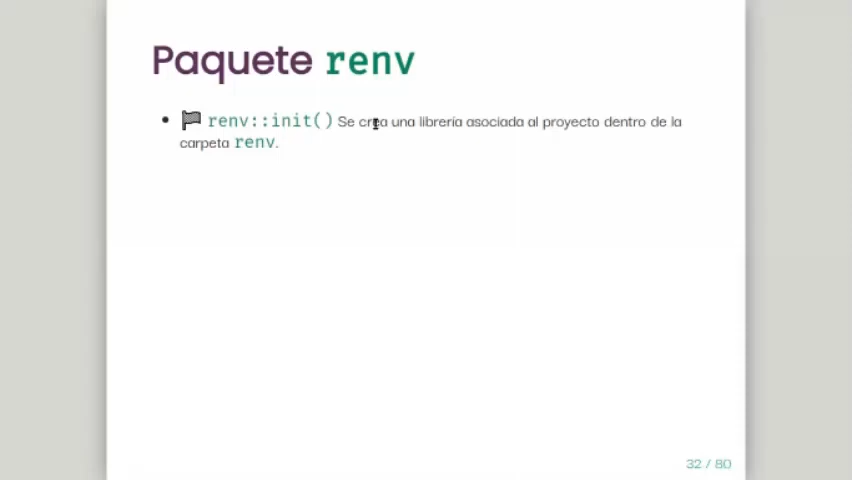 Paquete renv
renv::init() Se crea una librería asociada al proyecto dentro de la
carpeta renv.
32 / 80